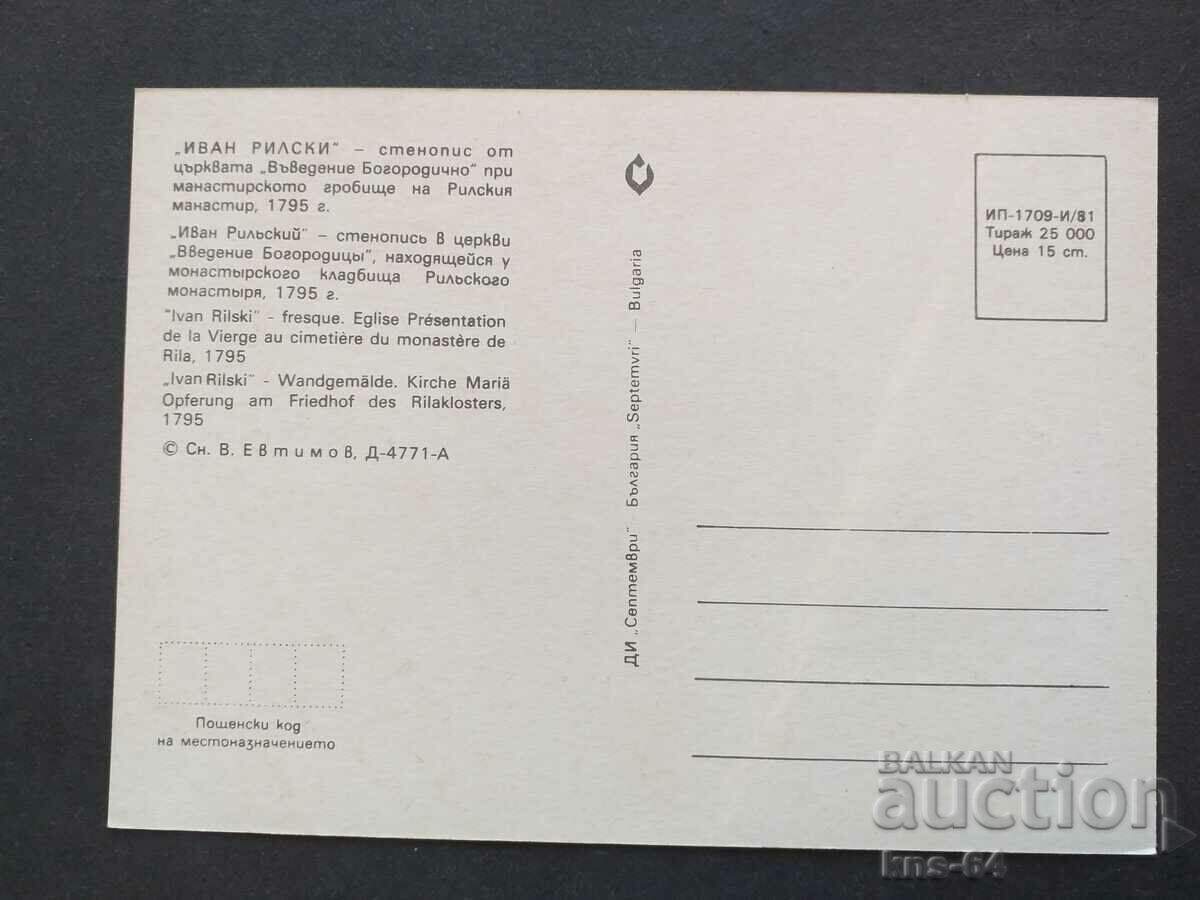 „ИВАН РИЛСКИ“ – стенопис от
църквата „Въведение Богородично“ при
манастирското гробище на Рилския
манастир, 1795 г.
„Иван Рильский“ – стенопись в церкви
„Введение Богородицы“, находящейся у
монастырского кладбища Рильского
монастыря, 1795 г.
"Ivan Rilski" - fresque. Eglise Présentation
de la Vierge au cimetière du monastère de
Rila, 1795
„Ivan Rilski" - Wandgemälde. Kirche Mariä
Opferung am Friedhof des Rilaklosters,
1795
© Сн. В. Евтимов, Д-4771-А
Пощенски код
на местоназначението
ДИ „Септември“ България „Septemvri" — Bulgaria
ИП-1709-И/81
Тираж 25 000
Цена 15 ст.
BALKAN
auction
kns-64